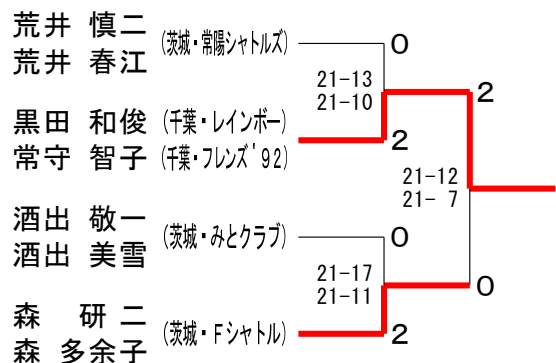 荒井 慎二
荒井 春江
(茨城・常陽シャトルズ)
0
21-13
21-10
2
黒田 和俊 (千葉・レインボー)
常守 智子 (千葉・フレンズ'92)
2
21-12
21- 7
酒出 敬一
酒出 美雪
(茨城・みとクラブ)
0
21-17
21-11
0
森 研二
森 多余子
(茨城・Fシャトル)
2